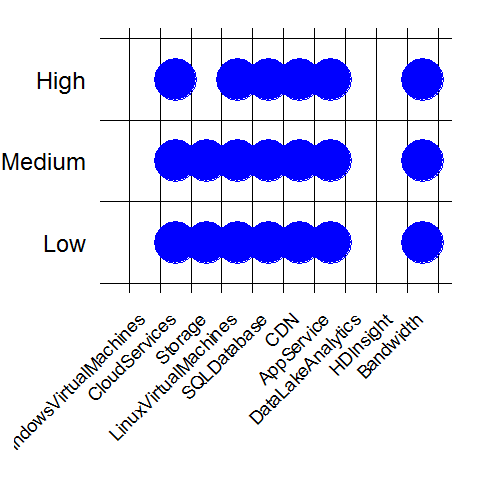 High
Medium
Low
ndowsVirtualMachines
CloudServices
Storage
LinuxVirtualMachines
SQLDatabase
CDN
AppService
DataLakeAnalytics
HDInsight
Bandwidth